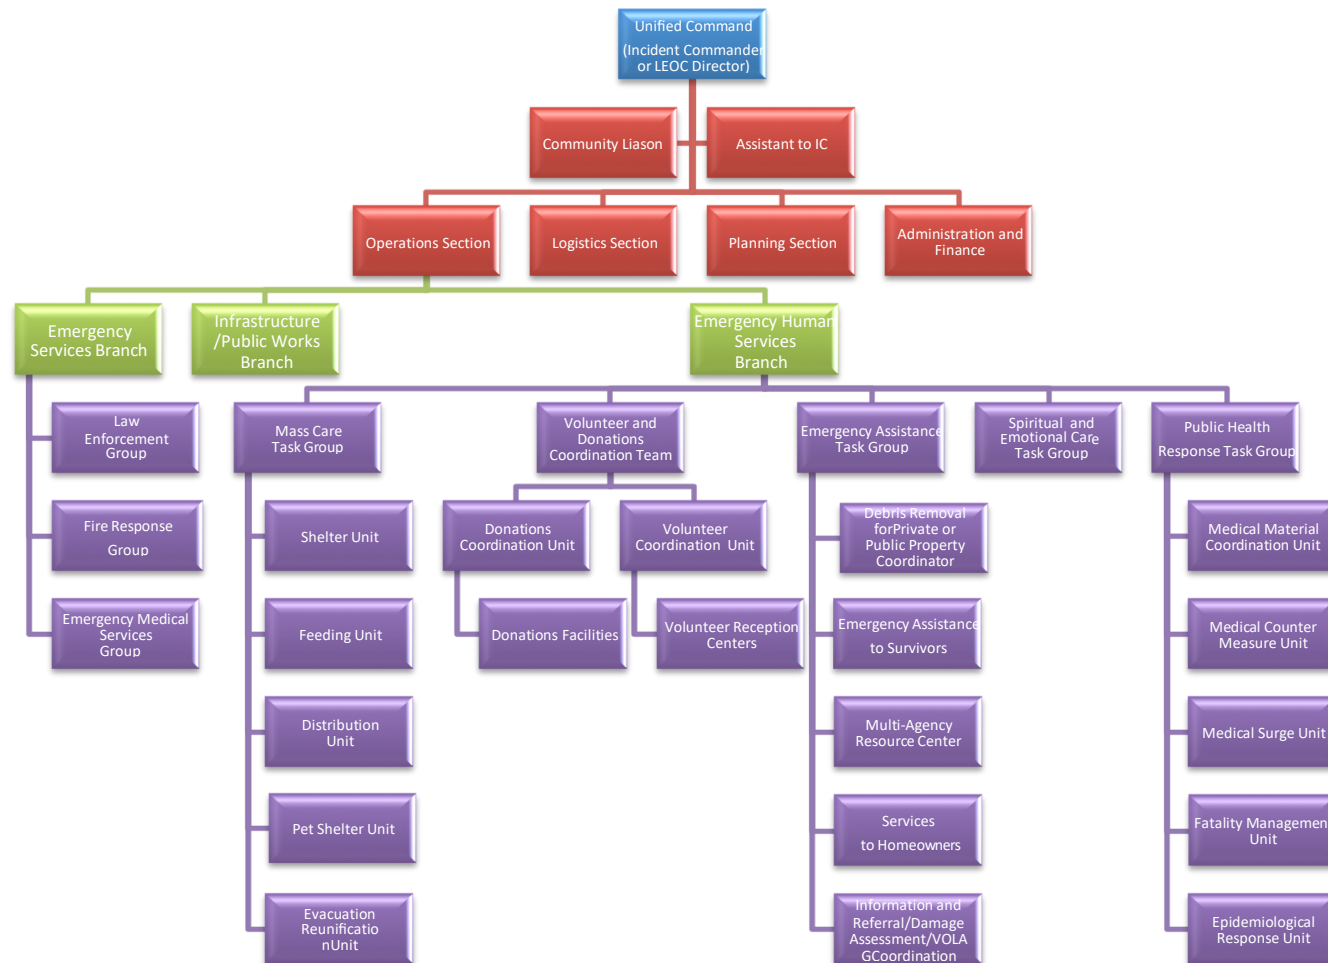 Unified Command
(Incident Commander
or LEOC Director)
Community Liason
Assistant to IC
Operations Section
Logistics Section
Planning Section
Administration and
Finance
Emergency
Services Branch
Infrastructure
/Public Works
Branch
Emergency Human
Services
Branch
Law
Enforcement
Group
Mass Care
Task Group
Volunteer and
Donations
Coordination Team
Emergency Assistance
Task Group
Spiritual and
Emotional Care
Task Group
Public Health
Response Task Group
Fire Response
Group
Shelter Unit
Donations
Coordination Unit
Volunteer
Coordination Unit
Debris Removal
forPrivate or
Public Property
Coordinator
Medical Material
Coordination Unit
Emergency Medical
Services
Group
Feeding Unit
Donations Facilities
Volunteer Reception
Centers
Emergency Assistance
to Survivors
Medical Counter
Measure Unit
Distribution
Unit
Multi-Agency
Resource Center
Medical Surge Unit
Pet Shelter Unit
Services
to Homeowners
Fatality Management
Unit
Evacuation
Reunificatio
nUnit
Information and
Referral/Damage
Assessment/VOLA
GCoordination
Epidemiological
Response Unit